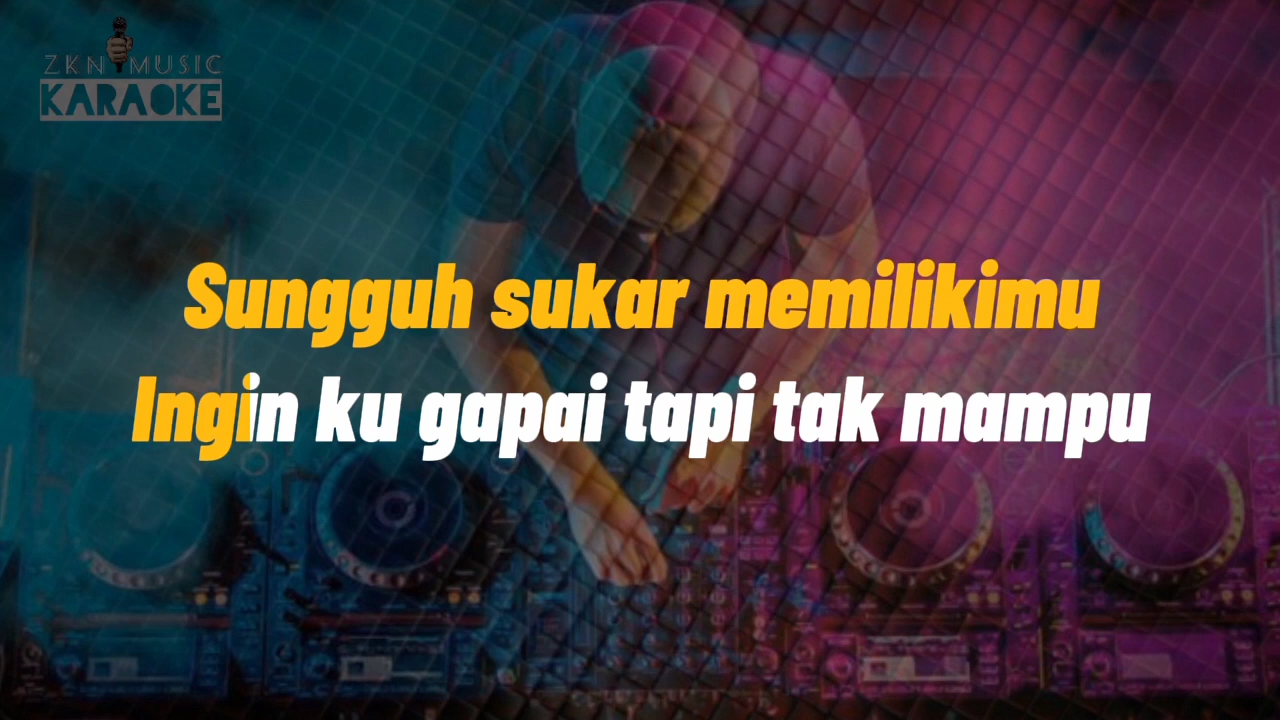 ZKN MUSIC
KARAOKE
Sungguh sukar memilikimu
Ingin ku gapai tapi tak mampu